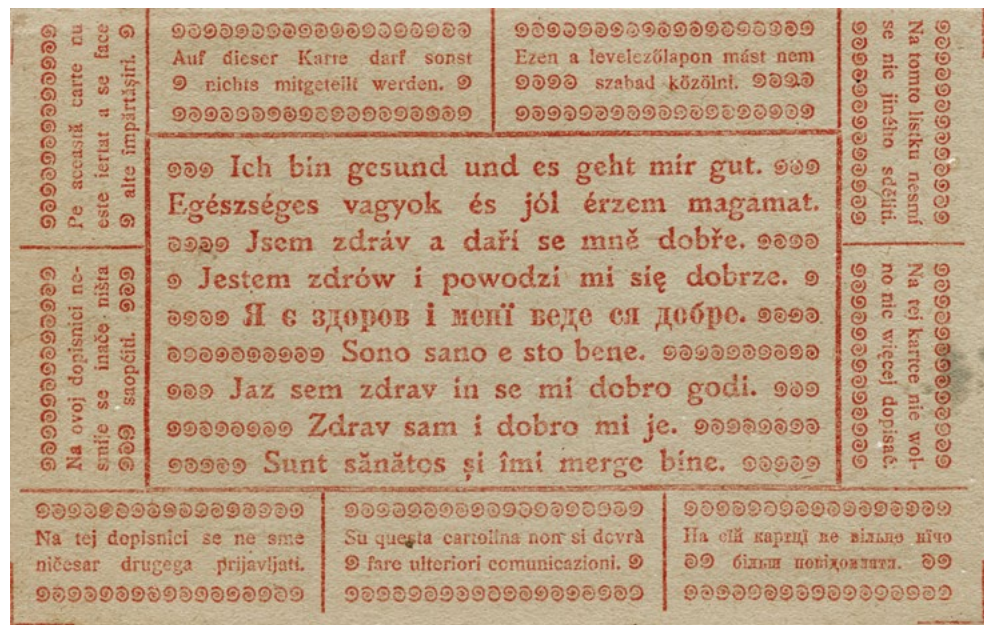 Auf dieser Karte darf sonst
nichts mitgeteilt werden.
Ezen a levelezőlapon mást nem
szabad közölni.
Pe această carte nu
este iertat a se face
alte împărtășiri.
Na tomto lístku nesmí
se nic jiného sděliti.
Ich bin gesund und es geht mir gut.
Egészséges vagyok és jól érzem magamat.
Jsem zdráv a daří se mně dobře.
Jestem zdrów i powodzi mi się dobrze.
Я є здоров і менї веде ся добре.
Sono sano e sto bene.
Jaz sem zdrav in se mi dobro godi.
Zdrav sam i dobro mi je.
Sunt sănătos și îmi merge bine.
Na ovoj dopisnici ne-
smije se inače ništa
saopćiti.
Na tej kartce nie wol-
no nic więcej dopisać.
Na tej dopisnici se ne sme
ničesar drugega prijavljati.
Su questa cartolina non si dovrà
fare ulteriori comunicazioni.
На сїй картцї не вільно нїчо
більш повідомляти.